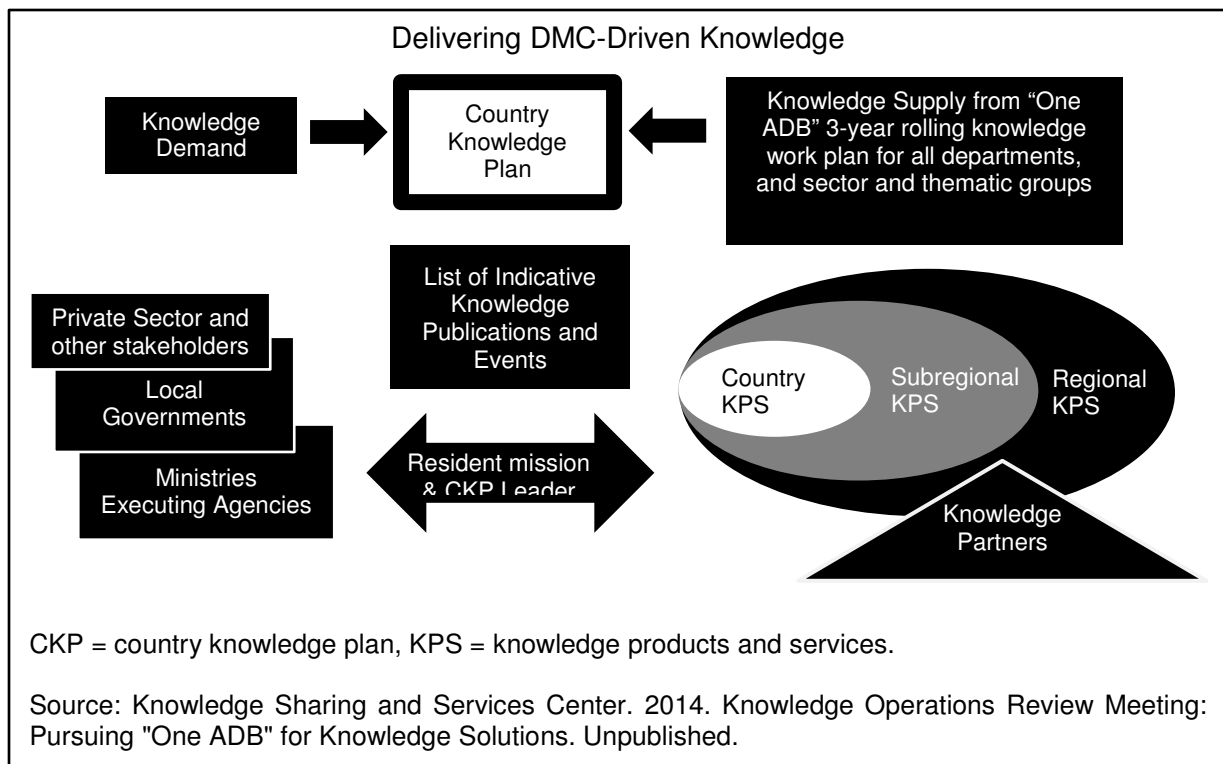 Delivering DMC-Driven Knowledge
Knowledge
Demand
Country
Knowledge
Plan
Knowledge Supply from “One
ADB” 3-year rolling knowledge
work plan for all departments,
and sector and thematic groups
List of Indicative
Knowledge
Publications and
Events
Private Sector and
other stakeholders
Local
Governments
Ministries
Executing Agencies
Resident mission
& CKP Leader
Country
KPS
Subregional
KPS
Regional
KPS
Knowledge
Partners
CKP = country knowledge plan, KPS = knowledge products and services.
Source: Knowledge Sharing and Services Center. 2014. Knowledge Operations Review Meeting:
Pursuing "One ADB" for Knowledge Solutions. Unpublished.